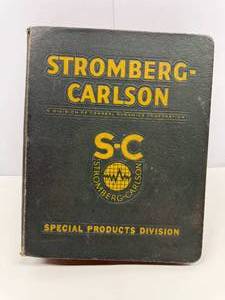 STROMBERG-
CARLSON
A DIVISION OF GENERAL DYNAMICS CORPORATION
S-C
STROMBERG-CARLSON
SPECIAL PRODUCTS DIVISION